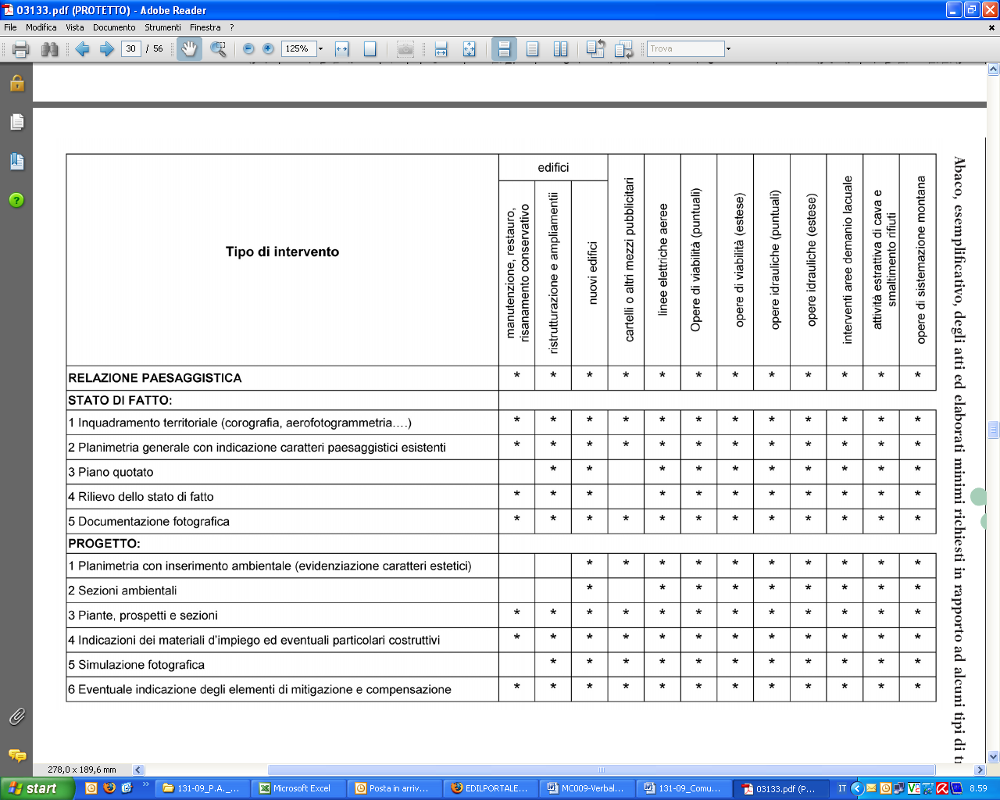 03133.pdf (PROTETTO) - Adobe Reader
File Modifica Vista Documento Strumenti Finestra ?
30 / 56 125% Trova
edifici
Tipo di intervento
manutenzione, restauro,
risanamento conservativo
ristrutturazione e ampliamentii
nuovi edifici
cartelli o altri mezzi pubblicitari
linee elettriche aeree
Opere di viabilità (puntuali)
opere di viabilità (estese)
opere idrauliche (puntuali)
opere idrauliche (estese)
interventi aree demanio lacuale
attività estrattiva di cava e
smaltimento rifiuti
opere di sistemazione montana
RELAZIONE PAESAGGISTICA * * * * * * * * * * * *
STATO DI FATTO:
1 Inquadramento territoriale (corografia, aerofotogrammetria....) * * * * * * * * * * * *
2 Planimetria generale con indicazione caratteri paesaggistici esistenti * * * * * * * * * * * *
3 Piano quotato * * * * * * * * * *
4 Rilievo dello stato di fatto * * * * * * * * * * *
5 Documentazione fotografica * * * * * * * * * * * *
PROGETTO:
1 Planimetria con inserimento ambientale (evidenziazione caratteri estetici) * * * * * * * * * *
2 Sezioni ambientali * * * * * * * * *
3 Piante, prospetti e sezioni * * * * * * * * * * * *
4 Indicazioni dei materiali d'impiego ed eventuali particolari costruttivi * * * * * * * * * * * *
5 Simulazione fotografica * * * * * * * * * * *
6 Eventuale indicazione degli elementi di mitigazione e compensazione * * * * * * * * * * * *
Abaco, esemplificativo, degli atti ed elaborati minimi richiesti in rapporto ad alcuni tipi di
278,0 x 189,6 mm
start 131-09_P.A._... Microsoft Excel Posta in arriv... EDILPORTALE... MC009-Verbal... 131-09_Comu... 03133.pdf (P... IT 8.59